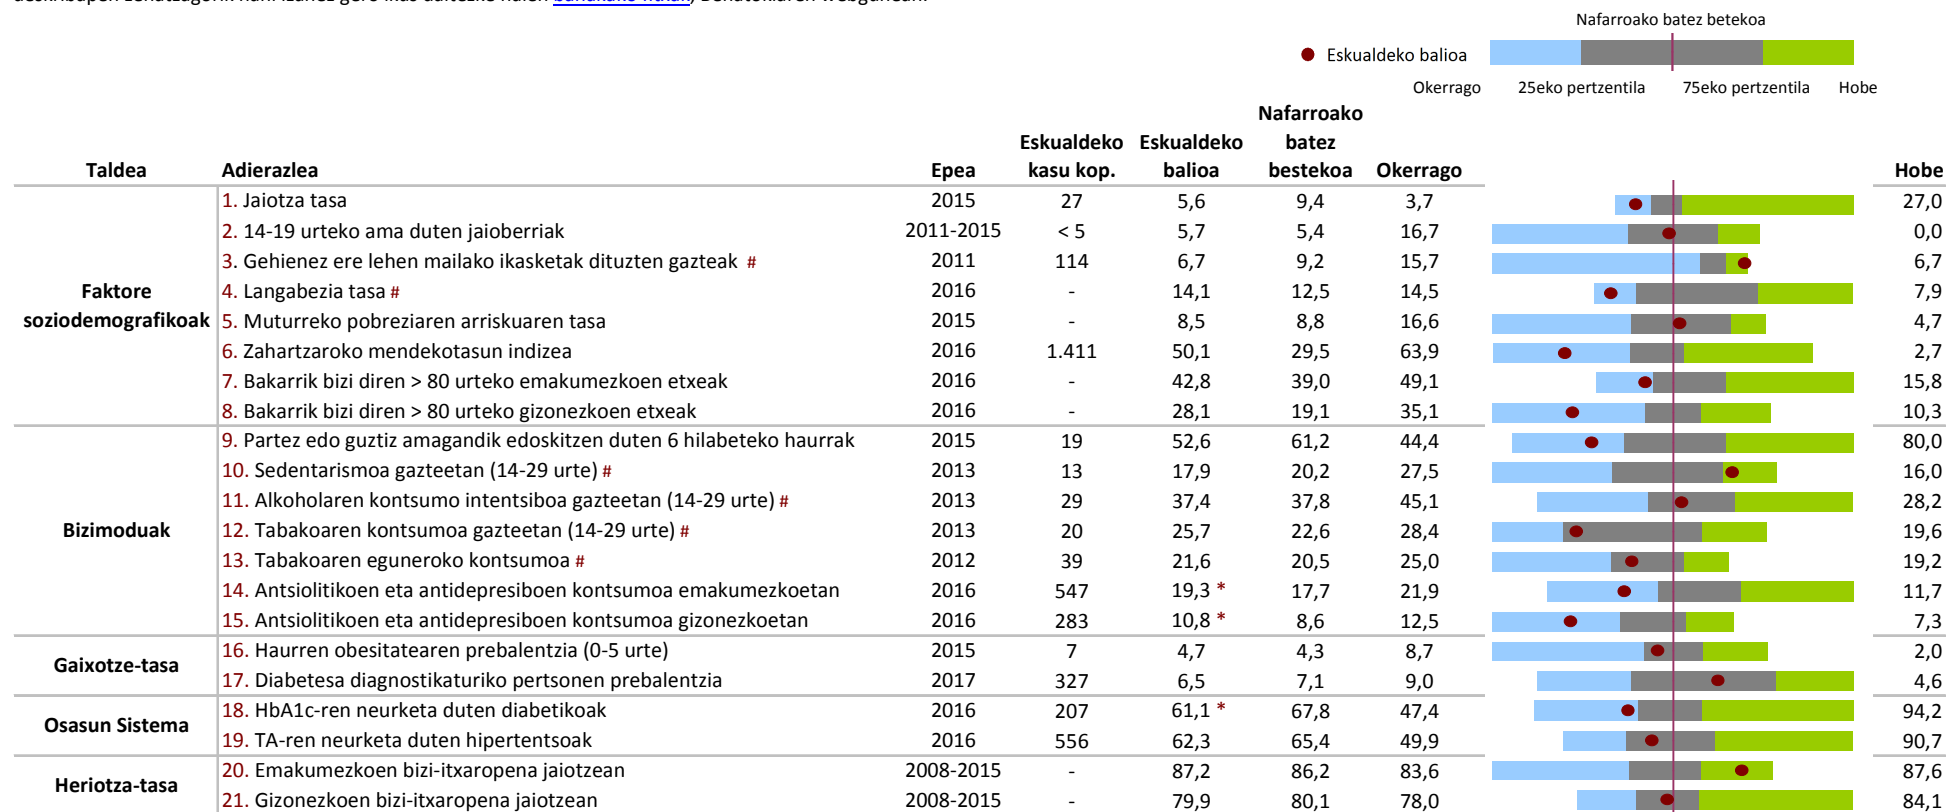 Nafarroako batez betekoa
Eskualdeko balioa
Okerrago 25eko pertzentila 75eko pertzentila Hobe
Taldea Adierazlea Epea Eskualdeko kasu kop. Eskualdeko balioa Nafarroako batez bestekoa Okerrago Hobe
Faktore soziodemografikoak
1. Jaiotza tasa 2015 27 5,6 9,4 3,7 27,0
2. 14-19 urteko ama duten jaioberriak 2011-2015 < 5 5,7 5,4 16,7 0,0
3. Gehienez ere lehen mailako ikasketak dituzten gazteak # 2011 114 6,7 9,2 15,7 6,7
4. Langabezia tasa # 2016 - 14,1 12,5 14,5 7,9
5. Muturreko pobreziaren arriskuaren tasa 2015 - 8,5 8,8 16,6 4,7
6. Zahartzaroko mendekotasun indizea 2016 1.411 50,1 29,5 63,9 2,7
7. Bakarrik bizi diren > 80 urteko emakumezkoen etxeak 2016 - 42,8 39,0 49,1 15,8
8. Bakarrik bizi diren > 80 urteko gizonezkoen etxeak 2016 - 28,1 19,1 35,1 10,3
Bizimoduak
9. Partez edo guztiz amagandik edoskitzen duten 6 hilabeteko haurrak 2015 19 52,6 61,2 44,4 80,0
10. Sedentarismoa gazteetan (14-29 urte) # 2013 13 17,9 20,2 27,5 16,0
11. Alkoholaren kontsumo intentsiboa gazteetan (14-29 urte) # 2013 29 37,4 37,8 45,1 28,2
12. Tabakoaren kontsumoa gazteetan (14-29 urte) # 2013 20 25,7 22,6 28,4 19,6
13. Tabakoaren eguneroko kontsumoa # 2012 39 21,6 20,5 25,0 19,2
14. Antsiolitikoen eta antidepresiboen kontsumoa emakumezkoetan 2016 547 19,3 * 17,7 21,9 11,7
15. Antsiolitikoen eta antidepresiboen kontsumoa gizonezkoetan 2016 283 10,8 * 8,6 12,5 7,3
Gaixotze-tasa
16. Haurren obesitatearen prebalentzia (0-5 urte) 2015 7 4,7 4,3 8,7 2,0
17. Diabetesa diagnostikaturiko pertsonen prebalentzia 2017 327 6,5 7,1 9,0 4,6
Osasun Sistema
18. HbA1c-ren neurketa duten diabetikoak 2016 207 61,1 * 67,8 47,4 94,2
19. TA-ren neurketa duten hipertentsoak 2016 556 62,3 65,4 49,9 90,7
Heriotza-tasa
20. Emakumezkoen bizi-itxaropena jaiotzean 2008-2015 - 87,2 86,2 83,6 87,6
21. Gizonezkoen bizi-itxaropena jaiotzean 2008-2015 - 79,9 80,1 78,0 84,1